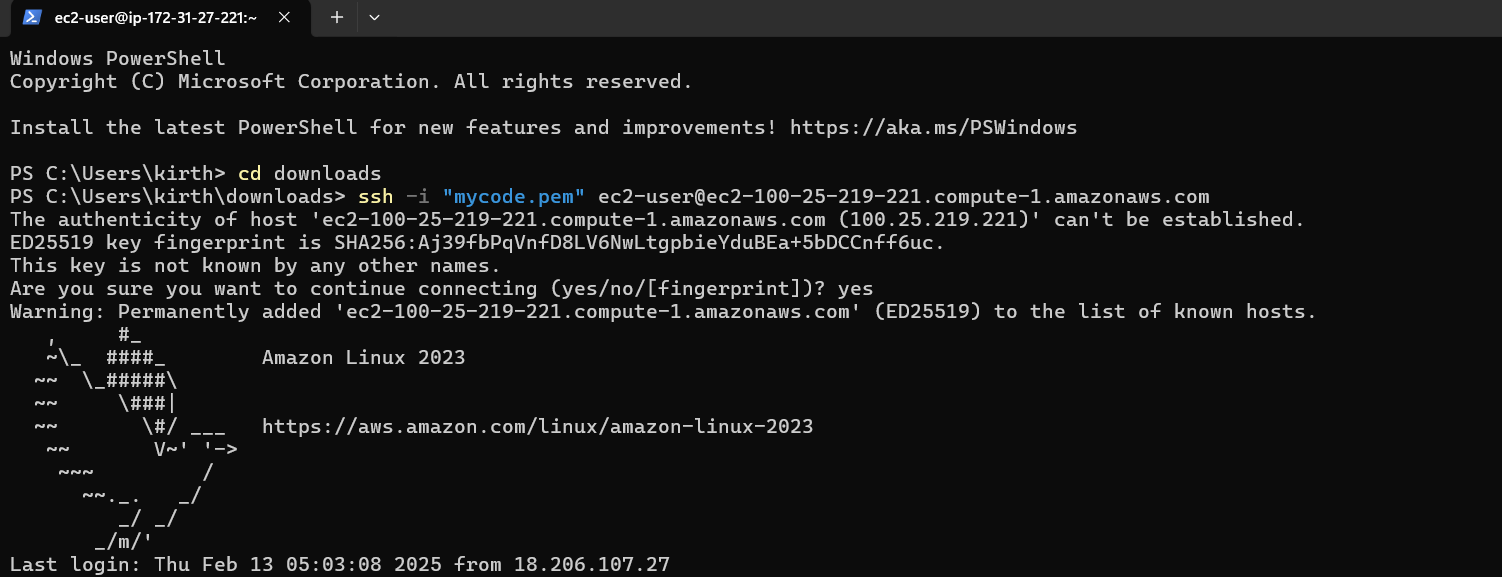 ec2-user@ip-172-31-27-221:~
Windows PowerShell
Copyright (C) Microsoft Corporation. All rights reserved.
Install the latest PowerShell for new features and improvements! https://aka.ms/PSWindows
PS C:\Users\kirth> cd downloads
PS C:\Users\kirth\downloads> ssh -i "mycode.pem" ec2-user@ec2-100-25-219-221.compute-1.amazonaws.com
The authenticity of host 'ec2-100-25-219-221.compute-1.amazonaws.com (100.25.219.221)' can't be established.
ED25519 key fingerprint is SHA256:Aj39fbPqVnfD8LV6NwLtgpbieYduBEa+5bDCCnff6uc.
This key is not known by any other names.
Are you sure you want to continue connecting (yes/no/[fingerprint])? yes
Warning: Permanently added 'ec2-100-25-219-221.compute-1.amazonaws.com' (ED25519) to the list of known hosts.
   ,     #_
   ~\_  ####_        Amazon Linux 2023
  ~~  \_#####\
  ~~     \###|
  ~~       \#/ ___   https://aws.amazon.com/linux/amazon-linux-2023
   ~~       V~' '->
    ~~~         /
      ~~._.   _/
         _/ _/
       _/m/'
Last login: Thu Feb 13 05:03:08 2025 from 18.206.107.27